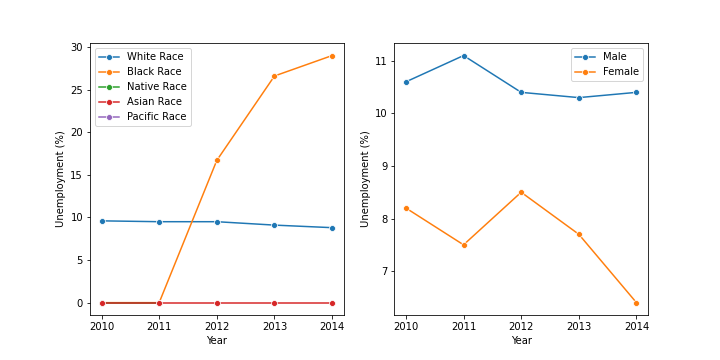 White Race
Black Race
Native Race
Asian Race
Pacific Race
30
25
20
15
10
5
0
Unemployment (%)
2010 2011 2012 2013 2014
Year
Male
Female
11
10
9
8
7
Unemployment (%)
2010 2011 2012 2013 2014
Year